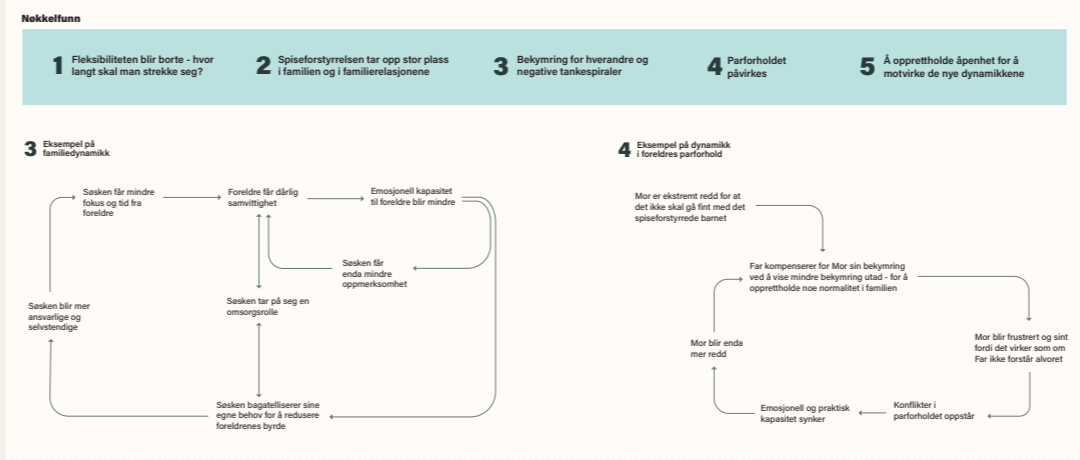 Nøkkelfunn
1 Fleksibiliteten blir borte - hvor
langt skal man strekke seg?
2 Spiseforstyrrelsen tar opp stor plass
i familien og i familierelasjonene
3 Bekymring for hverandre og
negative tankespiraler
4 Parforholdet
påvirkes
5 Å opprettholde åpenhet for å
motvirke de nye dynamikkene
3 Eksempel på
familiedynamikk
Søsken får mindre
fokus og tid fra
foreldre
Foreldre får dårlig
samvittighet
Emosjonell kapasitet
til foreldre blir mindre
Søsken får
enda mindre
oppmerksomhet
Søsken tar på seg en
omsorgsrolle
Søsken blir mer
ansvarlige og
selvstendige
Søsken bagatelliserer sine
egne behov for å redusere
foreldrenes byrde
4 Eksempel på dynamikk
i foreldres parforhold
Mor er ekstremt redd for at
det ikke skal gå fint med det
spiseforstyrrede barnet
Far kompenserer for Mor sin bekymring
ved å vise mindre bekymring utad - for å
opprettholde noe normalitet i familien
Mor blir frustrert og sint
fordi det virker som om
Far ikke forstår alvoret
Konflikter i
parforholdet oppstår
Emosjonell og praktisk
kapasitet synker
Mor blir enda
mer redd